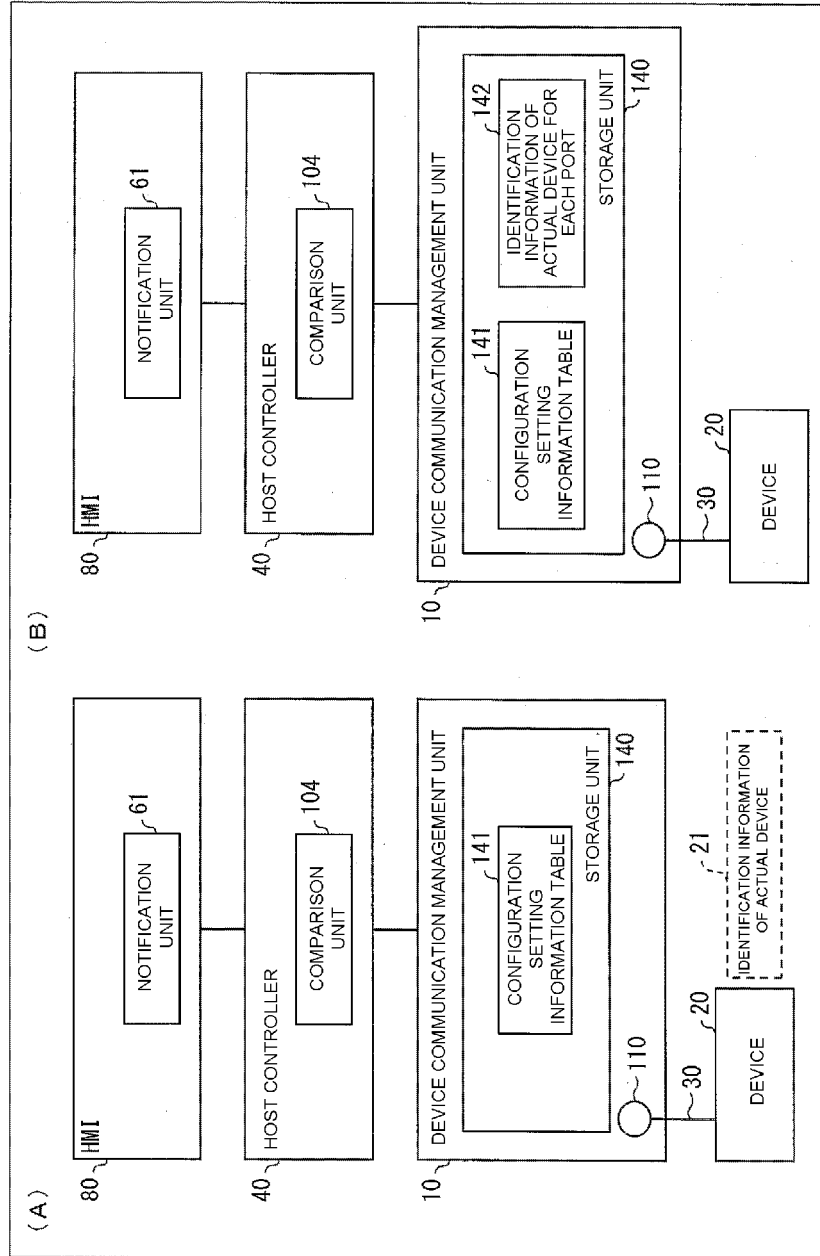 (A)
80
HMI
61
NOTIFICATION
UNIT
40
HOST CONTROLLER
104
COMPARISON
UNIT
10
DEVICE COMMUNICATION MANAGEMENT UNIT
141
CONFIGURATION
SETTING
INFORMATION TABLE
STORAGE UNIT
140
110
30
20
DEVICE
21
IDENTIFICATION INFORMATION
OF ACTUAL DEVICE
(B)
80
HMI
61
NOTIFICATION
UNIT
40
HOST CONTROLLER
104
COMPARISON
UNIT
10
DEVICE COMMUNICATION MANAGEMENT UNIT
141
CONFIGURATION
SETTING
INFORMATION TABLE
142
IDENTIFICATION
INFORMATION OF
ACTUAL DEVICE FOR
EACH PORT
STORAGE UNIT
140
110
30
20
DEVICE